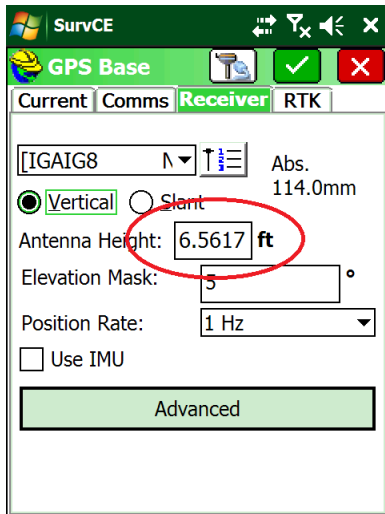 SurvCE
GPS Base
Current Comms Receiver RTK
[IGAIG8 Abs.
114.0mm
Vertical Slant
Antenna Height: 6.5617 ft
Elevation Mask: 5 °
Position Rate: 1 Hz
Use IMU
Advanced